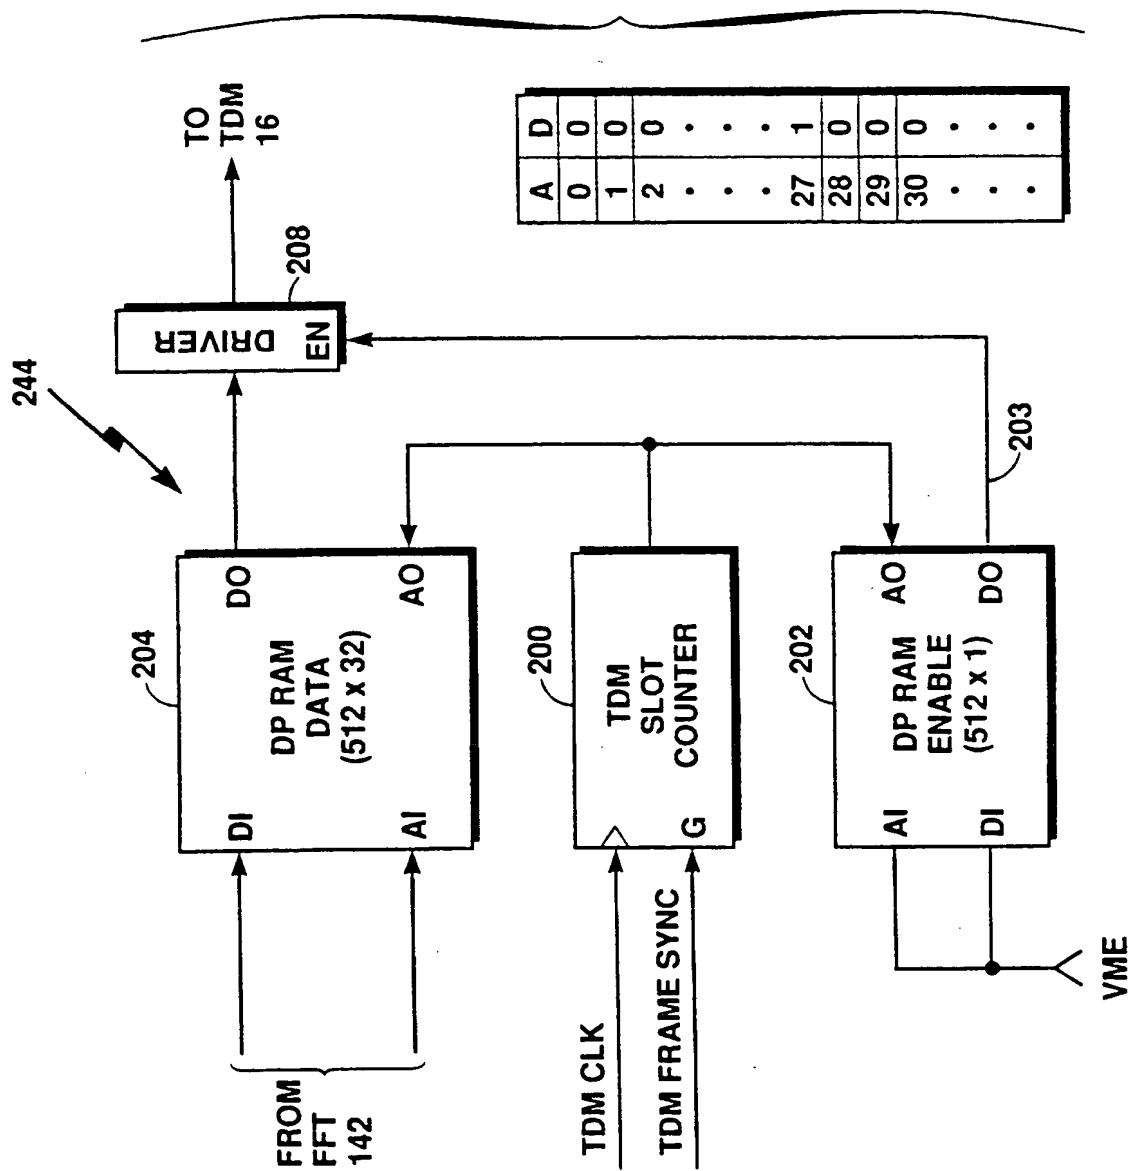 244
FROM
FFT
142
DI
AI
DP RAM
DATA
(512 x 32)
DO
AO
204
DRIVER
EN
208
TO
TDM
16
TDM CLK
TDM FRAME SYNC
G
TDM
SLOT
COUNTER
200
VME
AI
DI
DP RAM
ENABLE
(512 x 1)
AO
DO
202
203
A D
0 0
1 0
2 0
• •
• •
• •
27 1
28 0
29 0
30 0
• •
• •
• •